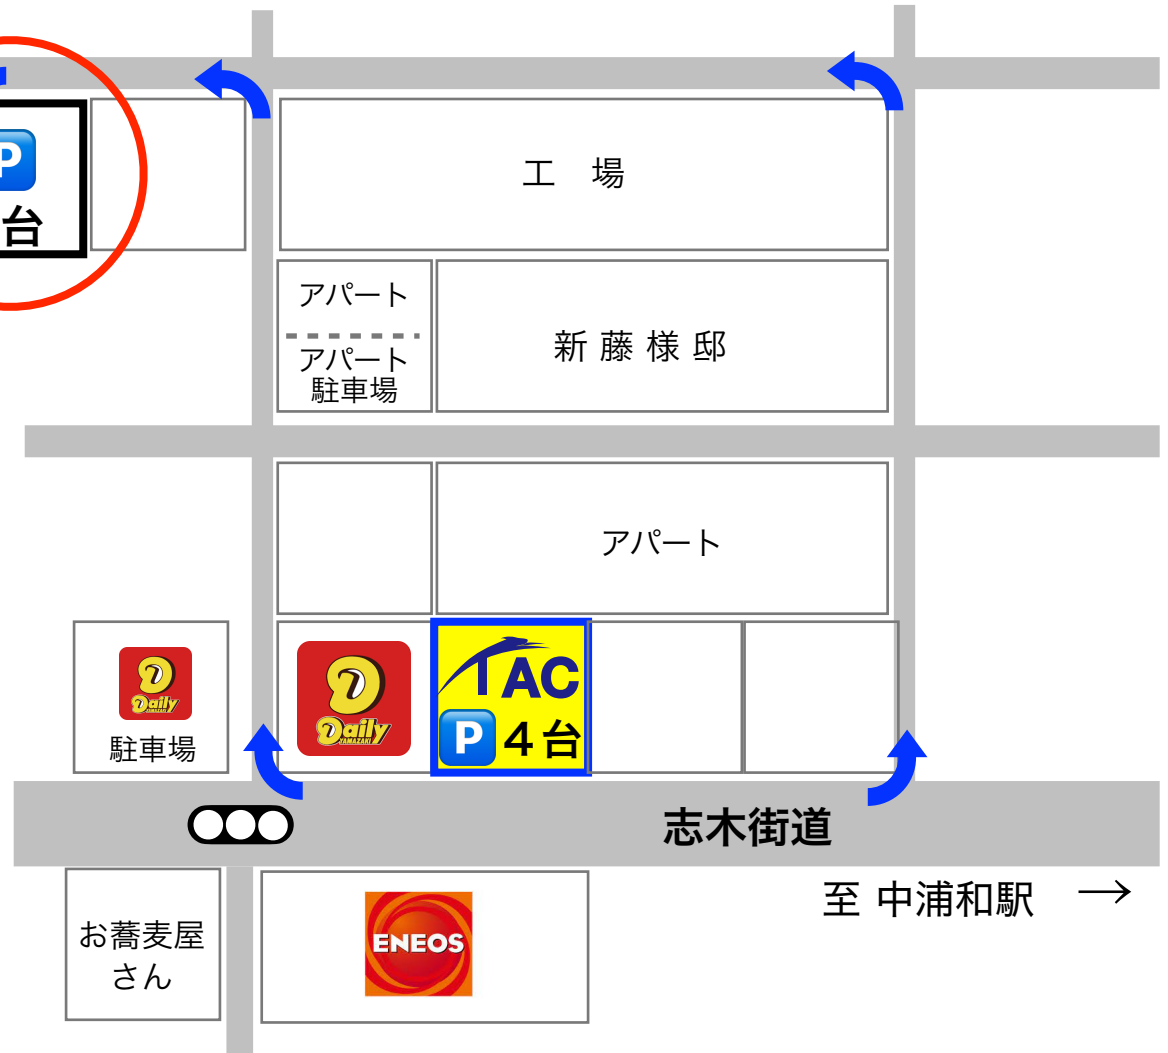 P
台
工　場
アパート
アパート
駐車場
新 藤 様 邸
アパート
Daily
YAMAZAKI
駐車場
Daily
YAMAZAKI
TAC
P 4 台
志木街道
至 中浦和駅 →
お蕎麦屋
さん
ENEOS